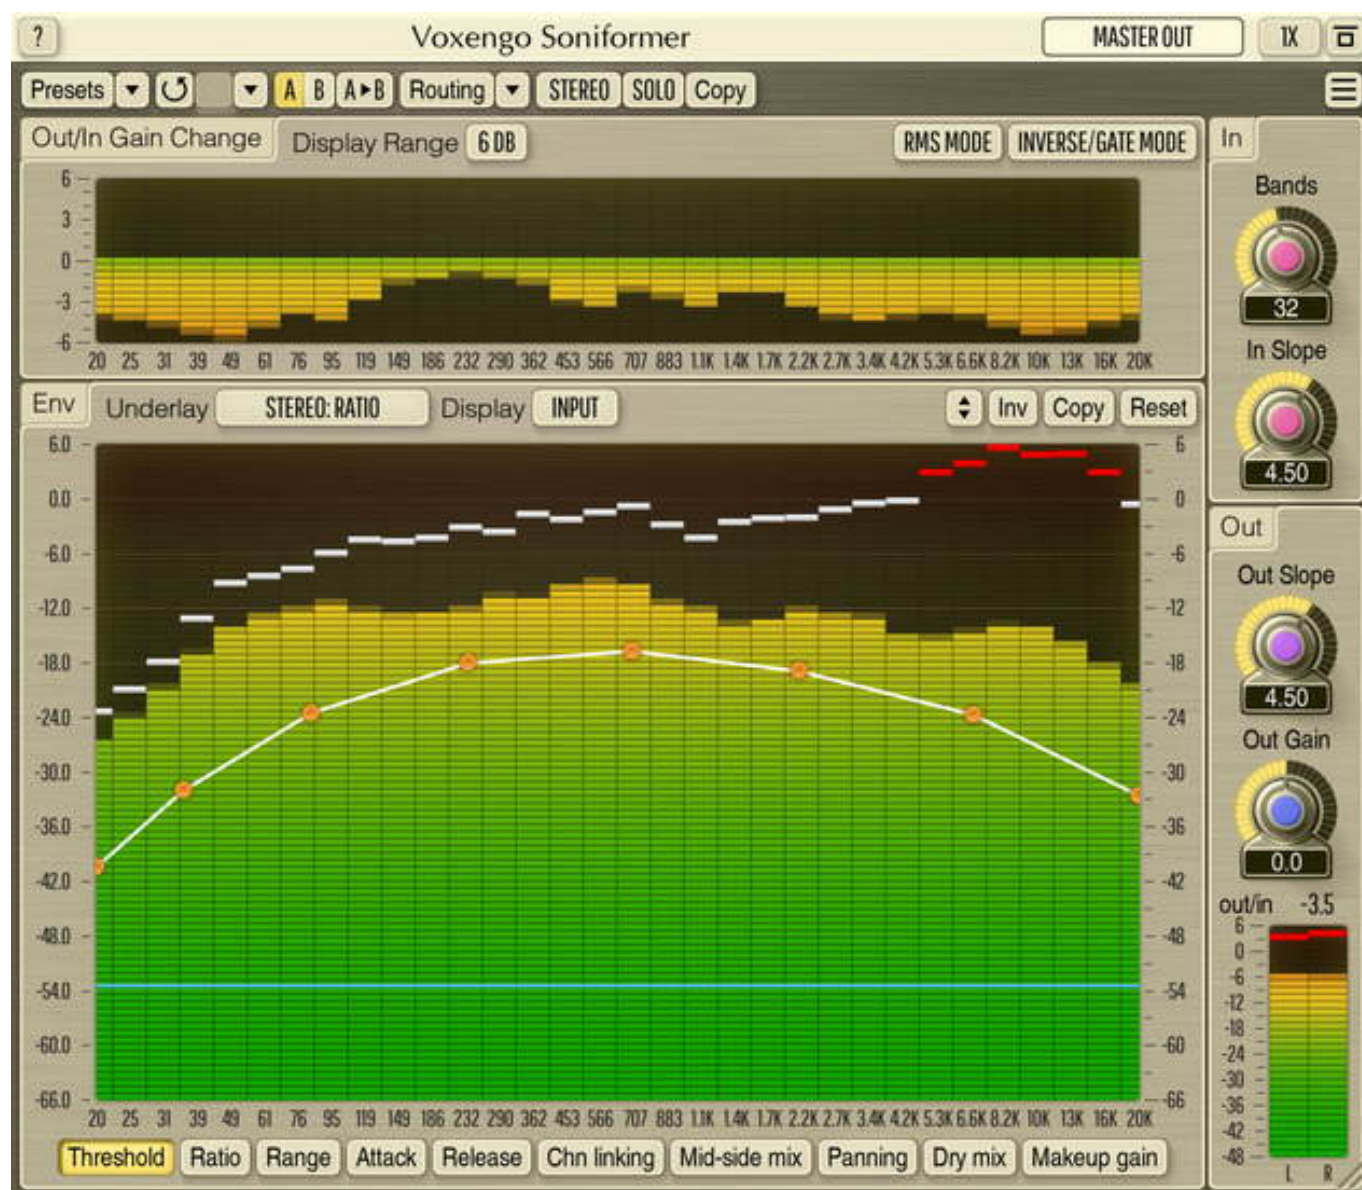 ? Voxengo Soniformer MASTER OUT 1X
Presets A B A▸B Routing STEREO SOLO Copy
Out/In Gain Change Display Range 6 DB RMS MODE INVERSE/GATE MODE In
6
3
0
-3
-6
20 25 31 39 49 61 76 95 119 149 186 232 290 362 453 566 707 883 1.1K 1.4K 1.7K 2.2K 2.7K 3.4K 4.2K 5.3K 6.6K 8.2K 10K 13K 16K 20K
Bands
32
In Slope
4.50
Env Underlay STEREO: RATIO Display INPUT Inv Copy Reset
6.0 6
0.0 0
-6.0 -6
-12.0 -12
-18.0 -18
-24.0 -24
-30.0 -30
-36.0 -36
-42.0 -42
-48.0 -48
-54.0 -54
-60.0 -60
-66.0 -66
20 25 31 39 49 61 76 95 119 149 186 232 290 362 453 566 707 883 1.1K 1.4K 1.7K 2.2K 2.7K 3.4K 4.2K 5.3K 6.6K 8.2K 10K 13K 16K 20K
Threshold Ratio Range Attack Release Chn linking Mid-side mix Panning Dry mix Makeup gain
Out
Out Slope
4.50
Out Gain
0.0
out/in -3.5
6
0
-6
-12
-18
-24
-30
-36
-42
-48
L R